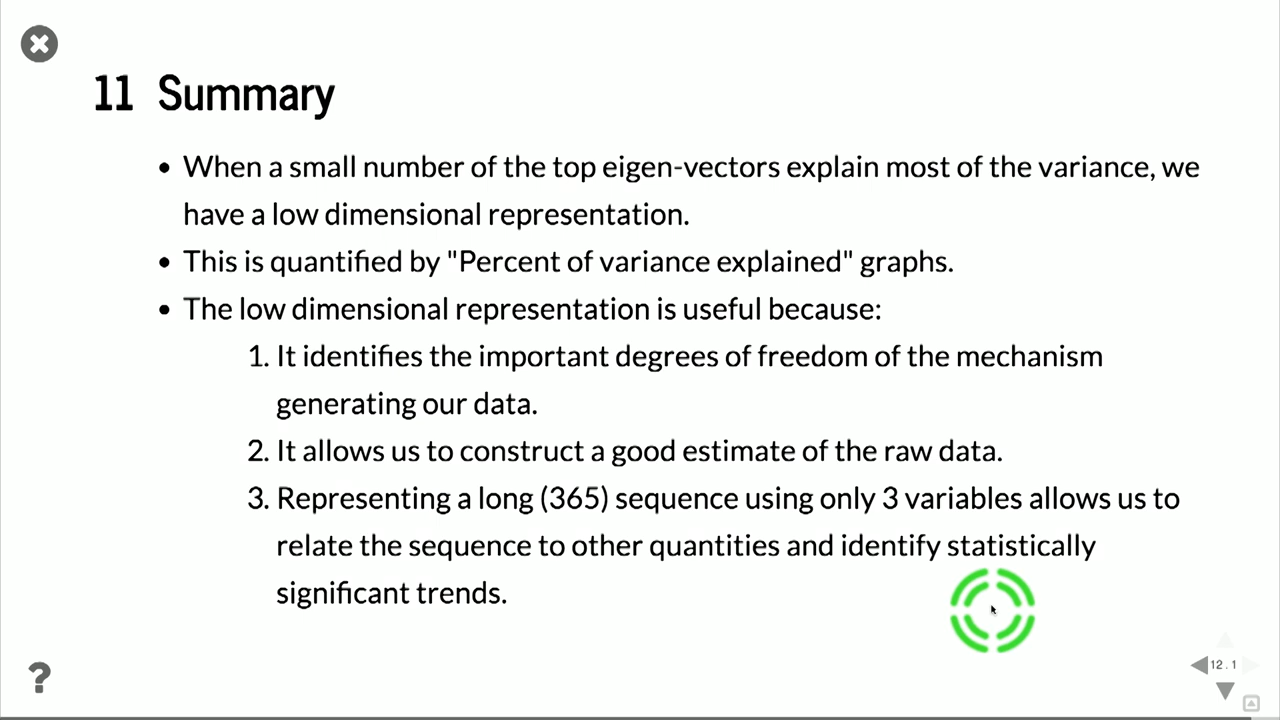 11 Summary
• When a small number of the top eigen-vectors explain most of the variance, we
have a low dimensional representation.
• This is quantified by "Percent of variance explained" graphs.
• The low dimensional representation is useful because:
1. It identifies the important degrees of freedom of the mechanism
generating our data.
2. It allows us to construct a good estimate of the raw data.
3. Representing a long (365) sequence using only 3 variables allows us to
relate the sequence to other quantities and identify statistically
significant trends.
?
12.1